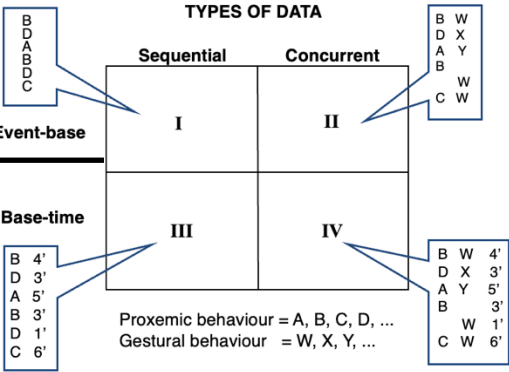 TYPES OF DATA
Sequential Concurrent
B
D
A
B
D
C
B W
D X
A Y
B
W
C W
I II
Event-base
Base-time
III IV
B 4’
D 3’
A 5’
B 3’
D 1’
C 6’
B W 4’
D X 3’
A Y 5’
B 3’
W 1’
C W 6’
Proxemic behaviour = A, B, C, D, ...
Gestural behaviour = W, X, Y, ...